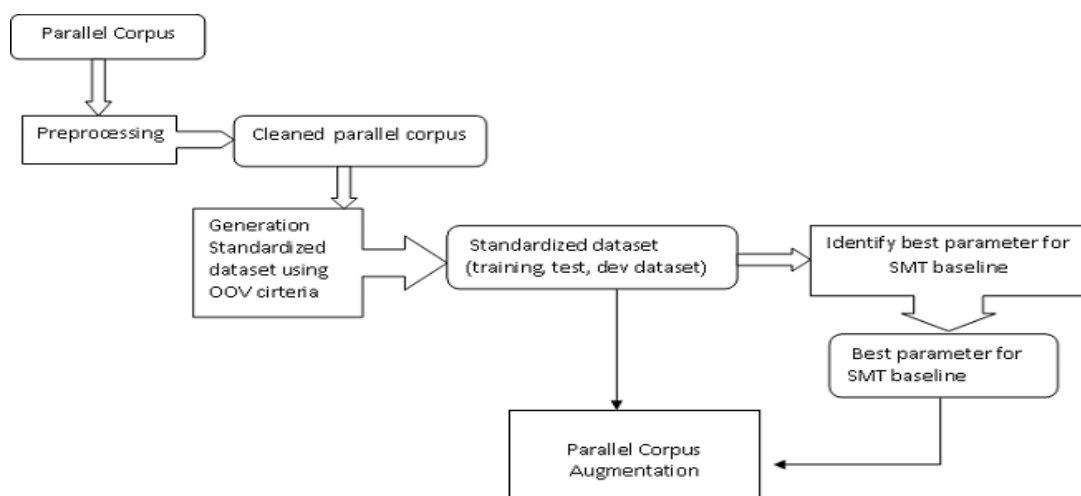 Parallel Corpus
Preprocessing
Cleaned parallel corpus
Generation
Standardized
dataset using
OOV cirteria
Standardized dataset
(training, test, dev dataset)
Identify best parameter for
SMT baseline
Best parameter for
SMT baseline
Parallel Corpus
Augmentation